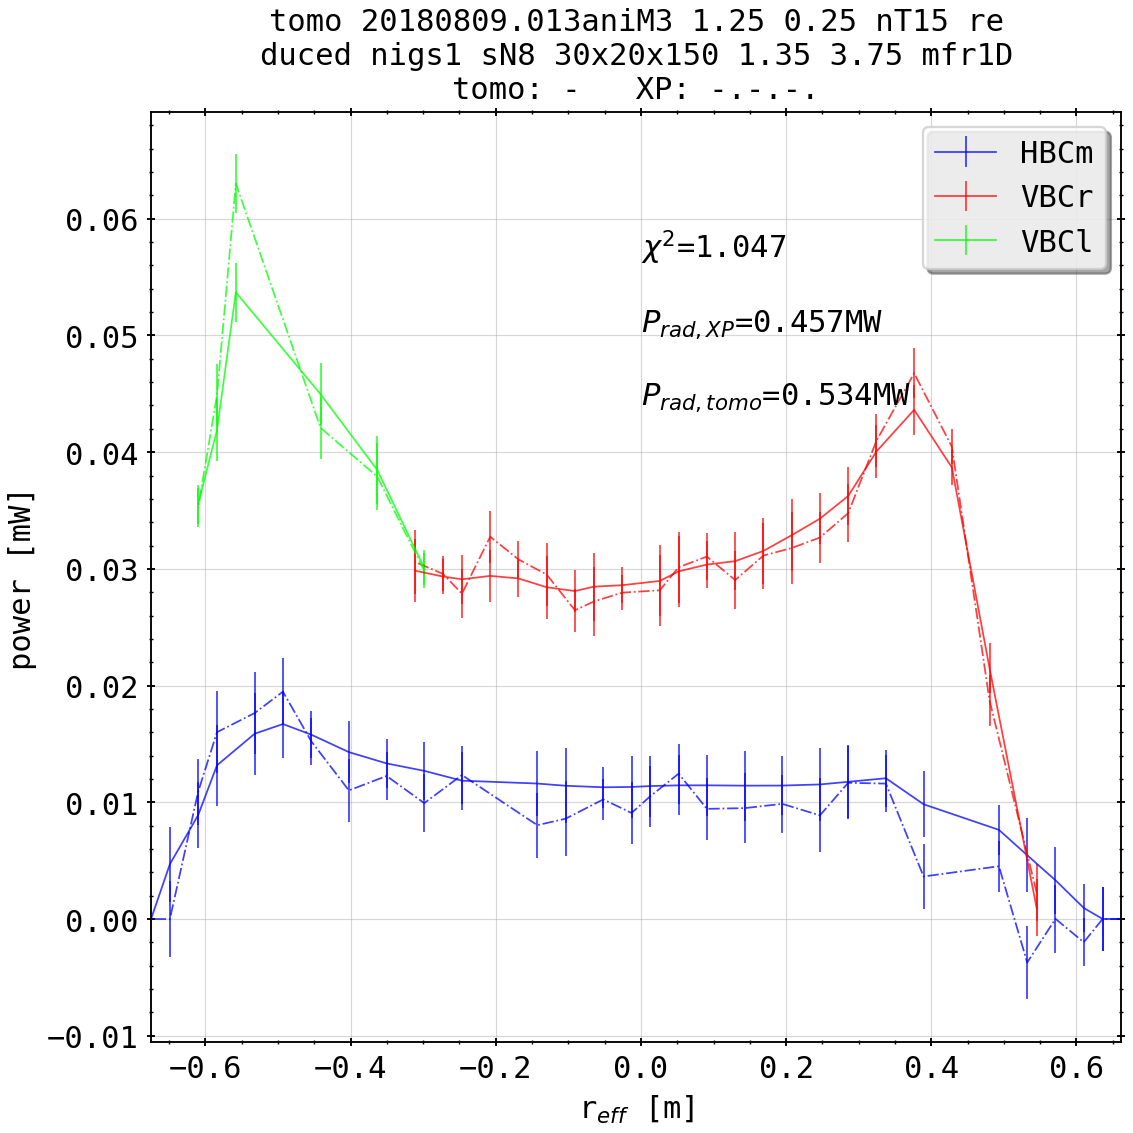 tomo 20180809.013aniM3 1.25 0.25 nT15 re
duced nigs1 sN8 30x20x150 1.35 3.75 mfr1D
tomo: -   XP: -.-.-.
HBCm
VBCr
VBCl
χ²=1.047
P_rad,XP=0.457MW
P_rad,tomo=0.534MW
power [mW]
0.06
0.05
0.04
0.03
0.02
0.01
0.00
−0.01
−0.6 −0.4 −0.2 0.0 0.2 0.4 0.6
r_eff [m]